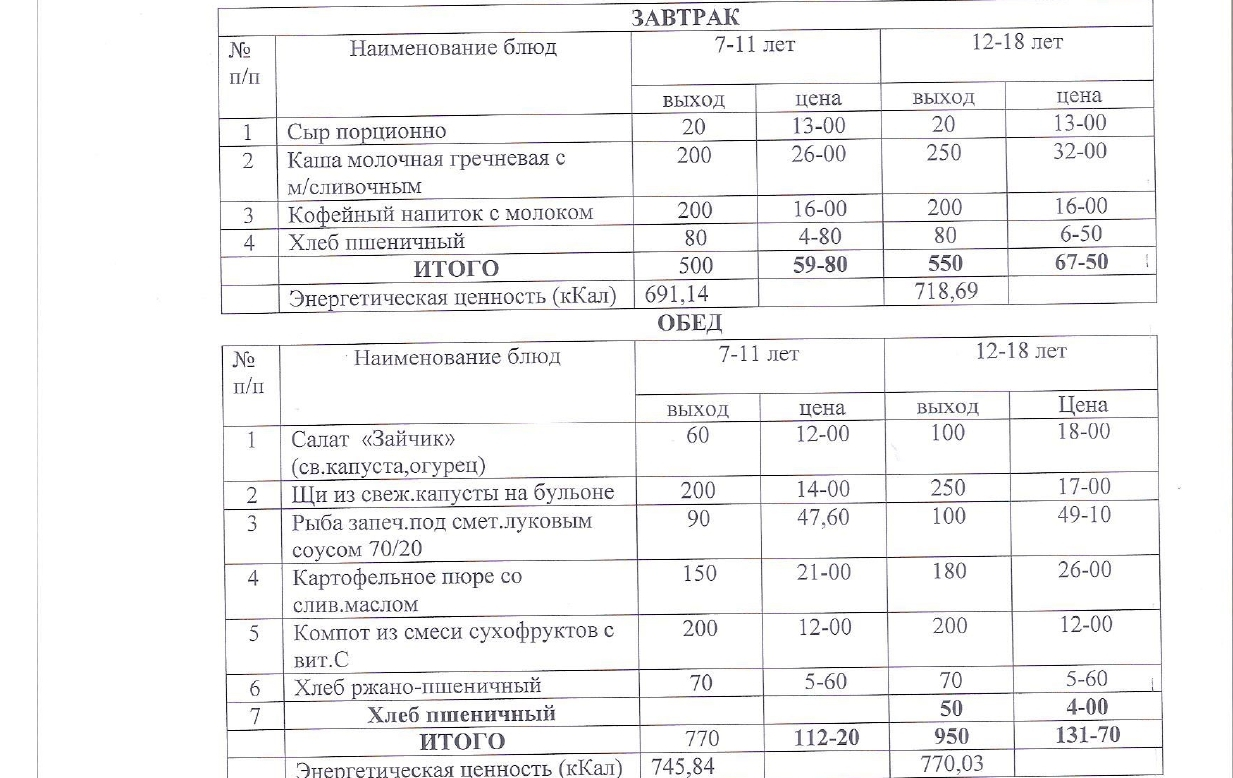 ЗАВТРАК
№ п/п Наименование блюд 7-11 лет 12-18 лет
выход цена выход цена
1 Сыр порционно 20 13-00 20 13-00
2 Каша молочная гречневая с 200 26-00 250 32-00
м/сливочным
3 Кофейный напиток с молоком 200 16-00 200 16-00
4 Хлеб пшеничный 80 4-80 80 6-50
ИТОГО 500 59-80 550 67-50
Энергетическая ценность (кКал) 691,14 718,69
ОБЕД
№ п/п Наименование блюд 7-11 лет 12-18 лет
выход цена выход Цена
1 Салат «Зайчик» 60 12-00 100 18-00
(св.капуста,огурец)
2 Щи из свеж.капусты на бульоне 200 14-00 250 17-00
3 Рыба запеч.под смет.луковым 90 47,60 100 49-10
соусом 70/20
4 Картофельное пюре со 150 21-00 180 26-00
слив.маслом
5 Компот из смеси сухофруктов с 200 12-00 200 12-00
вит.С
6 Хлеб ржано-пшеничный 70 5-60 70 5-60
7 Хлеб пшеничный 50 4-00
ИТОГО 770 112-20 950 131-70
Энергетическая ценность (кКал) 745,84 770,03